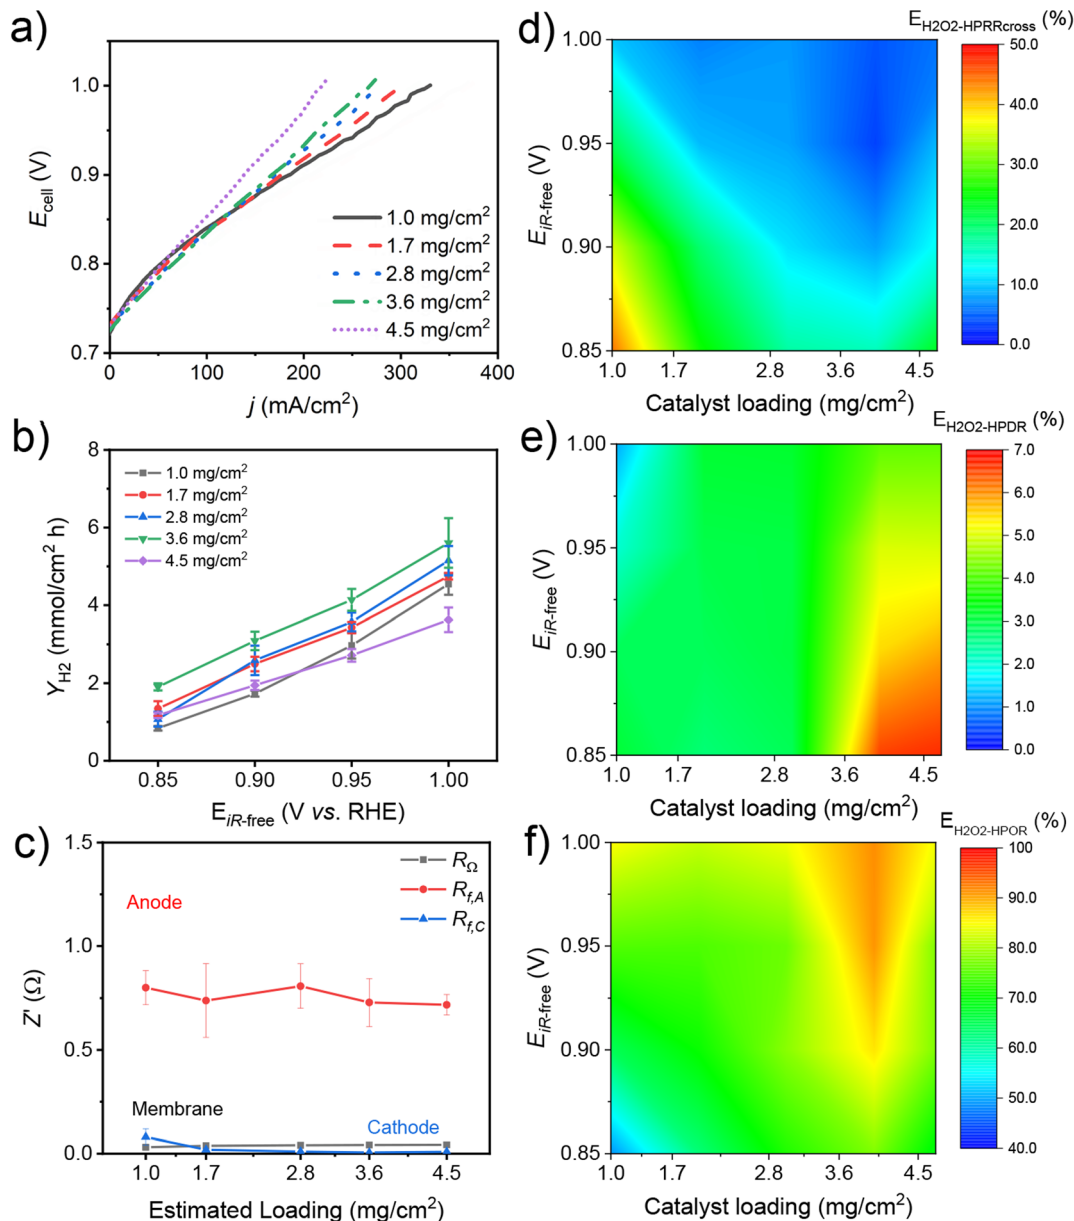 a)
E_cell (V)
1.0
0.9
0.8
0.7
0
100
200
300
400
j (mA/cm²)
1.0 mg/cm²
1.7 mg/cm²
2.8 mg/cm²
3.6 mg/cm²
4.5 mg/cm²
d)
E_H2O2-HPRRcross (%)
E_iR-free (V)
1.00
0.95
0.90
0.85
1.0
1.7
2.8
3.6
4.5
Catalyst loading (mg/cm²)
50.0
40.0
30.0
20.0
10.0
0.0
b)
Y_H2 (mmol/cm² h)
8
6
4
2
0
0.85
0.90
0.95
1.00
E_iR-free (V vs. RHE)
1.0 mg/cm²
1.7 mg/cm²
2.8 mg/cm²
3.6 mg/cm²
4.5 mg/cm²
e)
E_H2O2-HPDR (%)
E_iR-free (V)
1.00
0.95
0.90
0.85
1.0
1.7
2.8
3.6
4.5
Catalyst loading (mg/cm²)
7.0
6.0
5.0
4.0
3.0
2.0
1.0
0.0
c)
Z' (Ω)
1.5
1.0
0.5
0.0
1.0
1.7
2.8
3.6
4.5
Estimated Loading (mg/cm²)
R_Ω
R_f,A
R_f,C
Anode
Membrane
Cathode
f)
E_H2O2-HPOR (%)
E_iR-free (V)
1.00
0.95
0.90
0.85
1.0
1.7
2.8
3.6
4.5
Catalyst loading (mg/cm²)
100
90.0
80.0
70.0
60.0
50.0
40.0